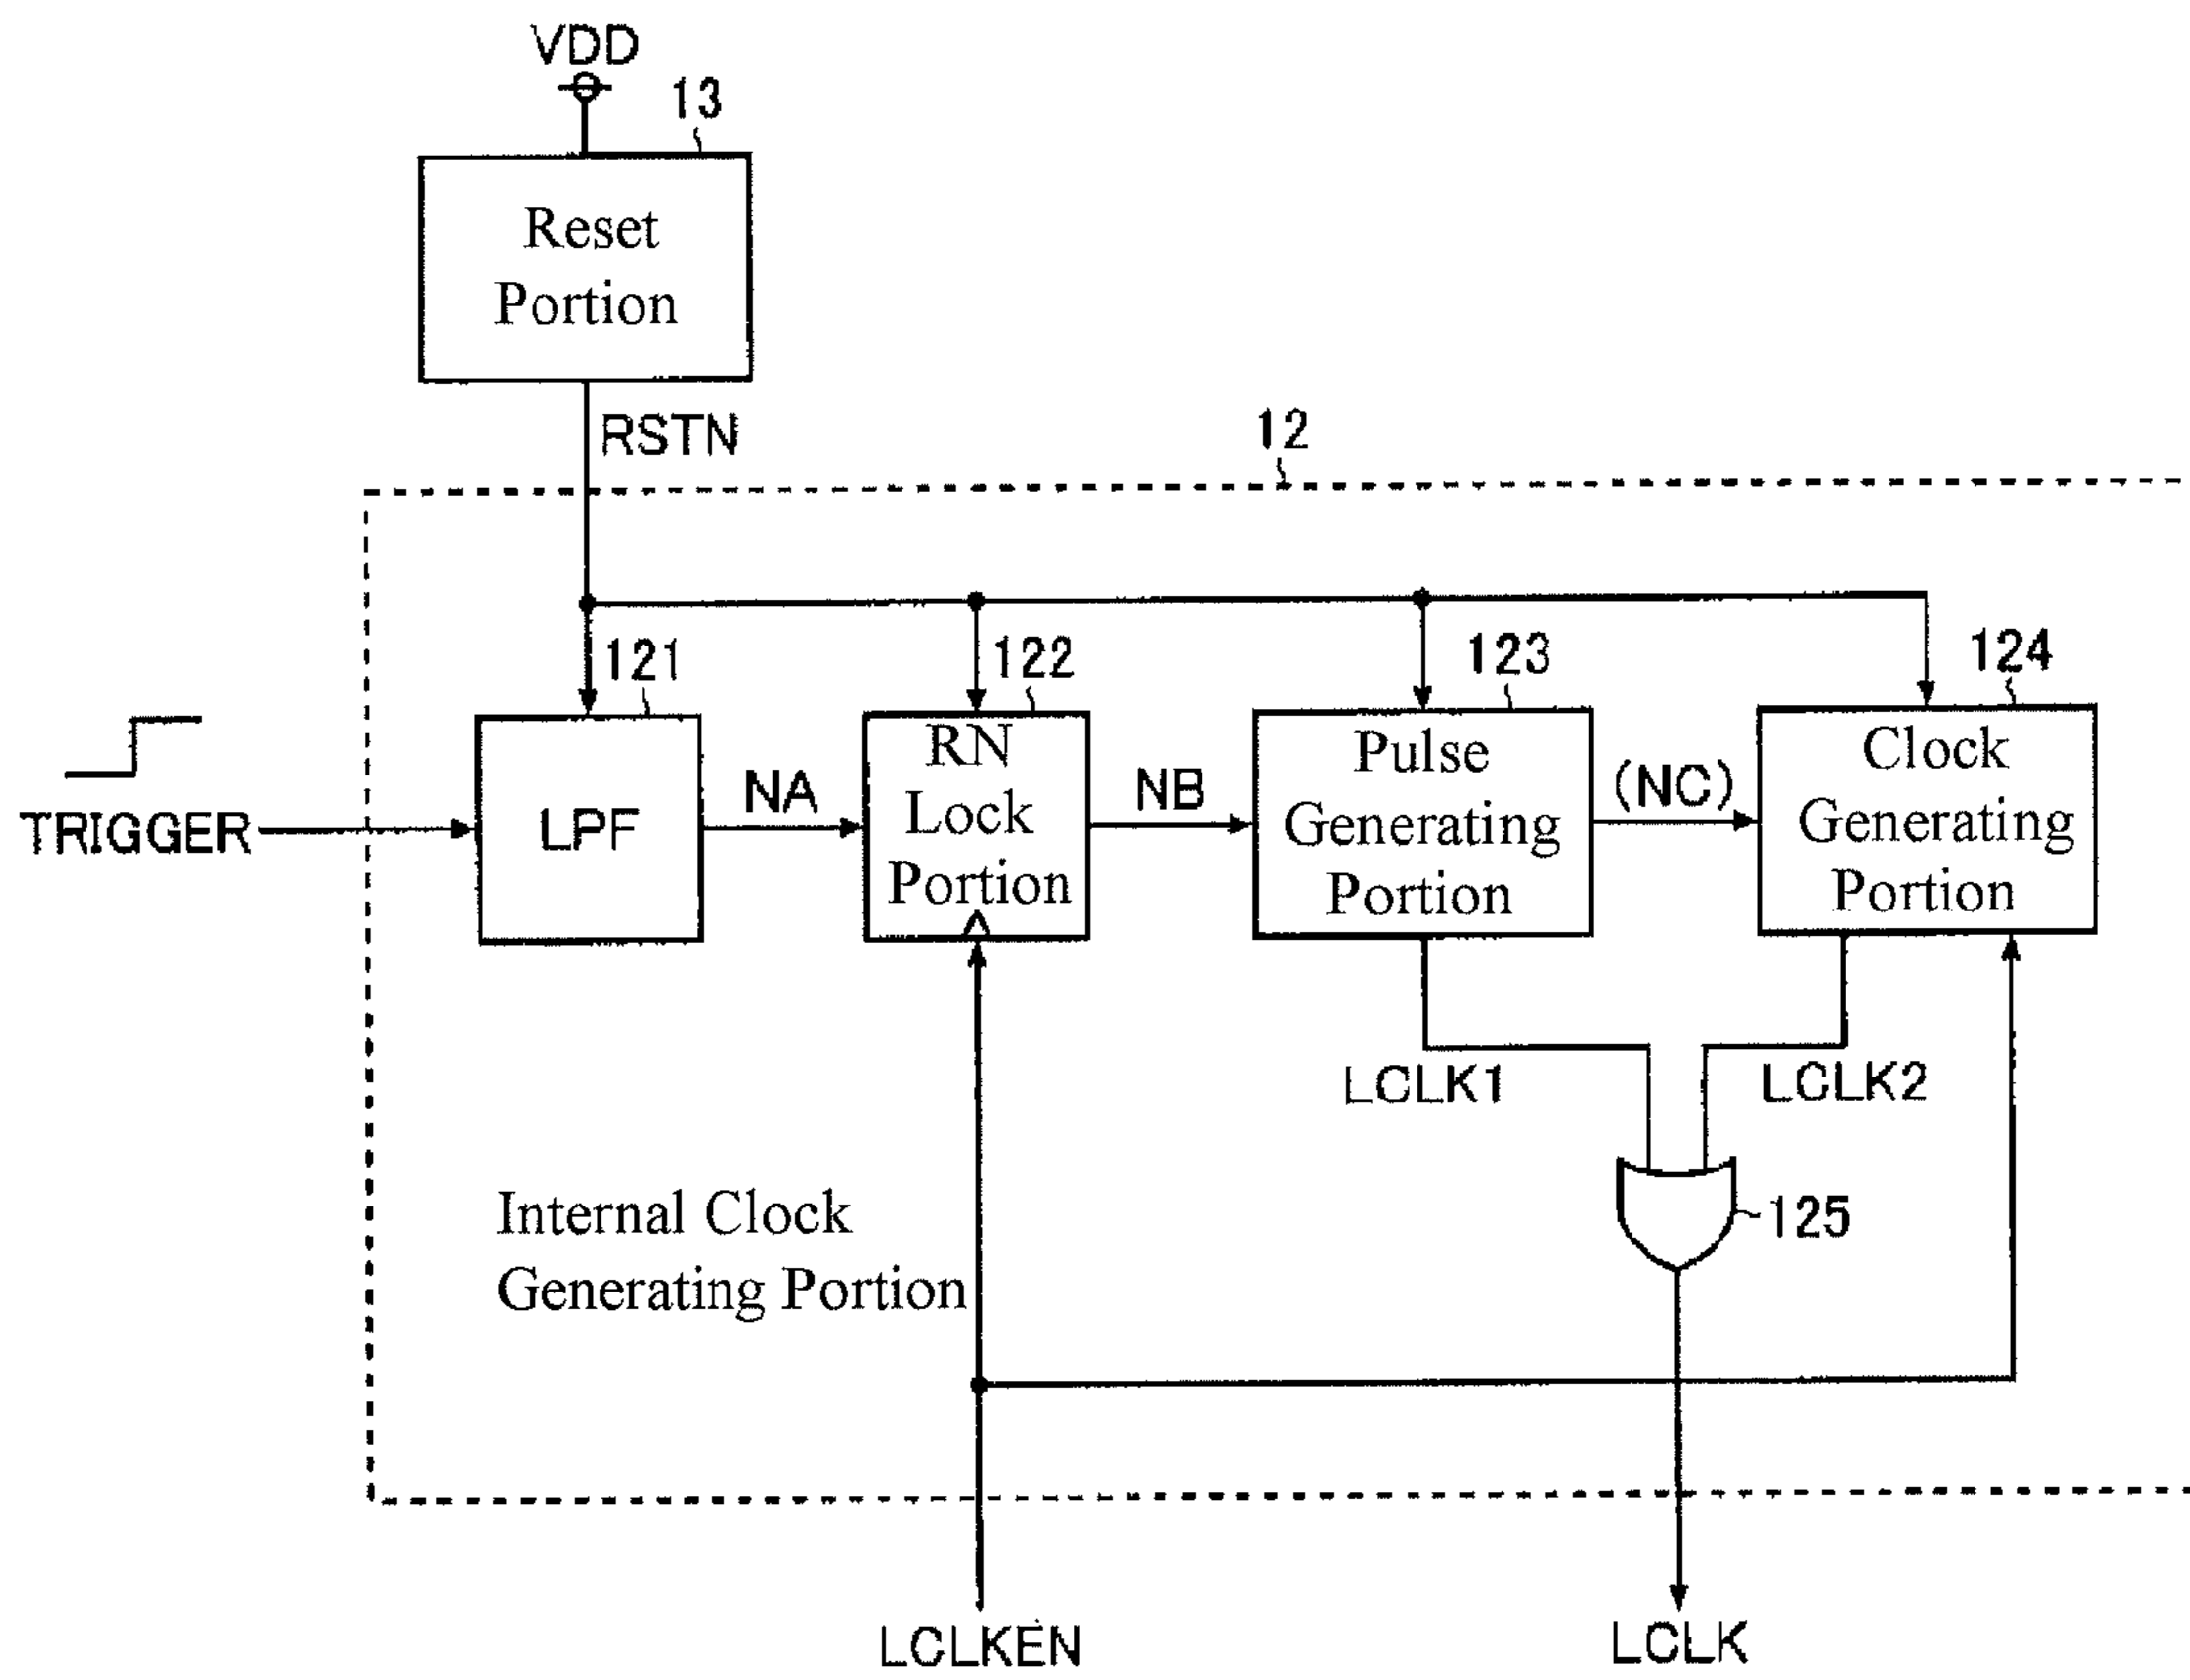 VDD
13
Reset
Portion
RSTN
12
121
122
123
124
TRIGGER
LPF
NA
RN
Lock
Portion
NB
Pulse
Generating
Portion
(NC)
Clock
Generating
Portion
LCLK1
LCLK2
125
Internal Clock
Generating Portion
LCLKEN
LCLK